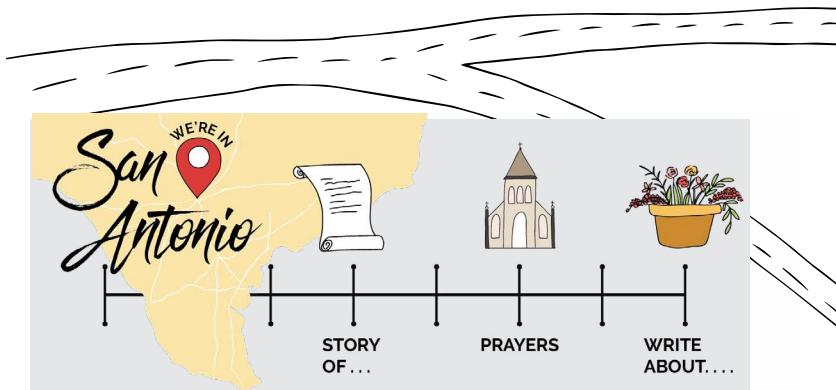 WE'RE IN
San
Antonio
STORY
OF . . .
PRAYERS
WRITE
ABOUT. . . .